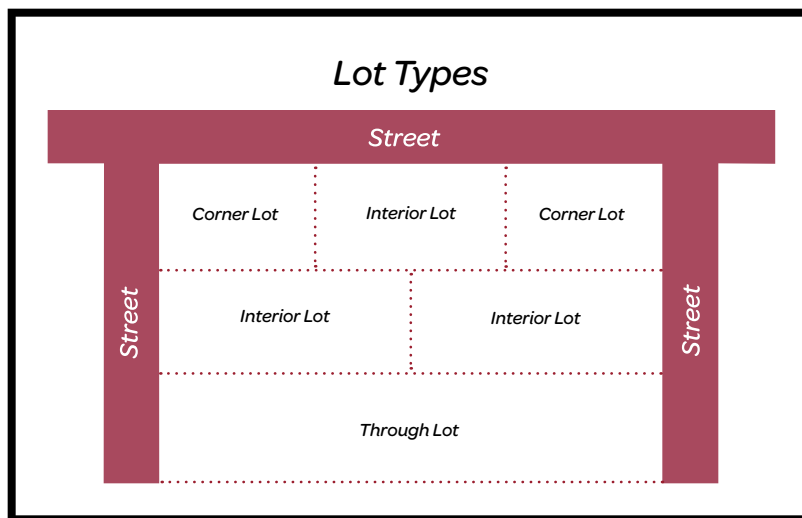 Lot Types
Street
Corner Lot
Interior Lot
Corner Lot
Street
Interior Lot
Interior Lot
Street
Through Lot